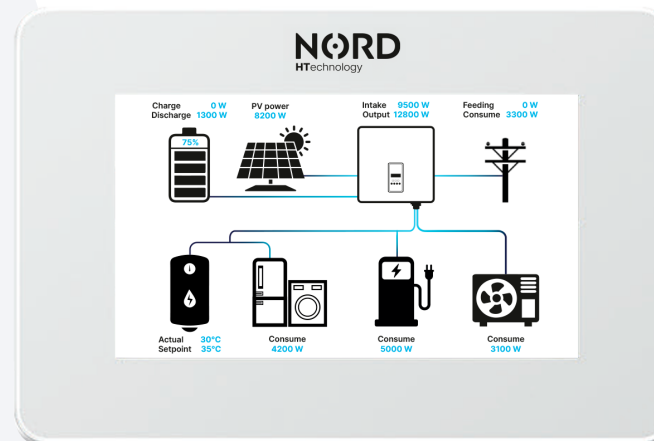 NORD
HTechnology
Charge 0 W
Discharge 1300 W
PV power
8200 W
Intake 9500 W
Output 12800 W
Feeding 0 W
Consume 3300 W
75%
Actual 30°C
Setpoint 35°C
Consume
4200 W
Consume
5000 W
Consume
3100 W